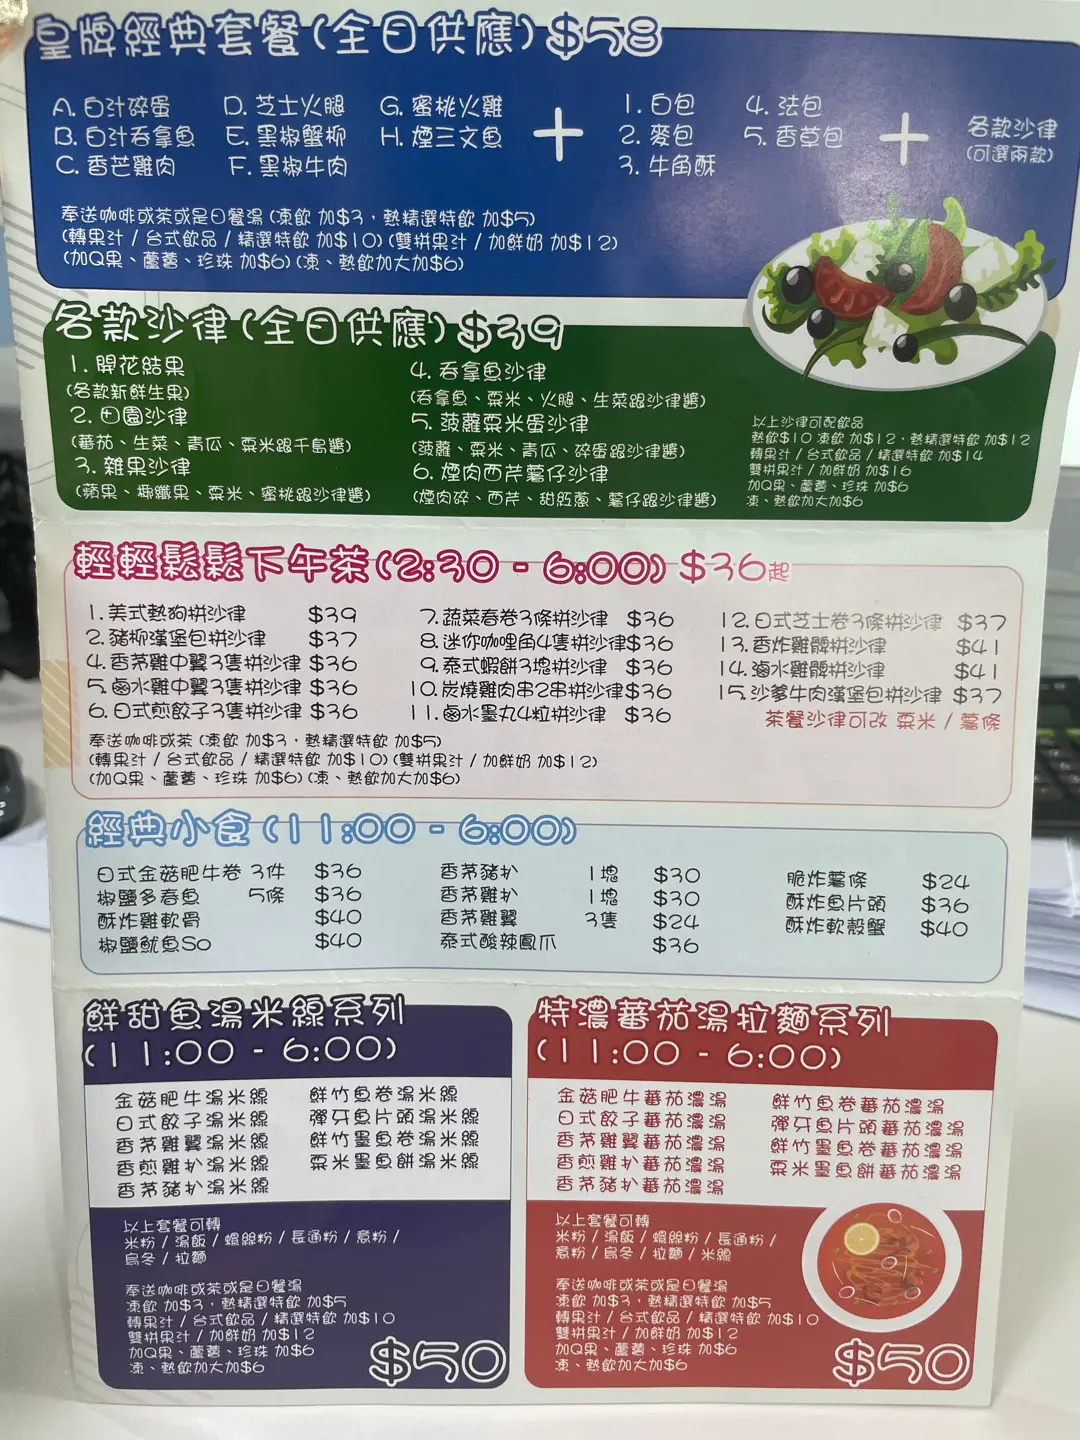 皇牌經典套餐(全日供應) $58
A. 白汁碎蛋
B. 白汁吞拿魚
C. 香芒雞肉
D. 芝士火腿
E. 黑椒蟹柳
F. 黑椒牛肉
G. 蜜桃火雞
H. 煙三文魚
+
1. 白包
2. 麥包
3. 牛角酥
4. 法包
5. 香草包
+
各款沙律
(可選兩款)
奉送咖啡或茶或是日餐湯 (凍飲 加$3，熱精選特飲 加$5)
(轉果汁 / 台式飲品 / 精選特飲 加$10) (雙拼果汁 / 加鮮奶 加$12)
(加Q果、蘆薈、珍珠 加$6) (凍、熱飲加大加$6)
各款沙律(全日供應) $39
1. 開花結果
(各款新鮮生果)
2. 田園沙律
(蕃茄、生菜、青瓜、粟米跟千島醬)
3. 雜果沙律
(蘋果、椰纖果、粟米、蜜桃跟沙律醬)
4. 吞拿魚沙律
(吞拿魚、粟米、火腿、生菜跟沙律醬)
5. 菠蘿粟米蛋沙律
(菠蘿、粟米、青瓜、碎蛋跟沙律醬)
6. 煙肉西芹薯仔沙律
(煙肉碎、西芹、甜紅蔥、薯仔跟沙律醬)
以上沙律可配飲品
熱飲$10 凍飲 加$12，熱精選特飲 加$12
轉果汁 / 台式飲品 / 精選特飲 加$14
雙拼果汁 / 加鮮奶 加$16
加Q果、蘆薈、珍珠 加$6
凍、熱飲加大加$6
輕輕鬆鬆下午茶(2:30 - 6:00) $36起
1. 美式熱狗拼沙律 $39
2. 豬柳漢堡包拼沙律 $37
4. 香茅雞中翼3隻拼沙律 $36
5. 鹵水雞中翼3隻拼沙律 $36
6. 日式煎餃子3隻拼沙律 $36
7. 蔬菜春卷3條拼沙律 $36
8. 迷你咖哩角4隻拼沙律 $36
9. 泰式蝦餅3塊拼沙律 $36
10. 炭燒雞肉串2串拼沙律 $36
11. 鹵水墨丸4粒拼沙律 $36
12. 日式芝士卷3條拼沙律 $37
13. 香炸雞髀拼沙律 $41
14. 滷水雞髀拼沙律 $41
15. 沙爹牛肉漢堡包拼沙律 $37
茶餐沙律可改 粟米 / 薯條
奉送咖啡或茶 (凍飲 加$3，熱精選特飲 加$5)
(轉果汁 / 台式飲品 / 精選特飲 加$10) (雙拼果汁 / 加鮮奶 加$12)
(加Q果、蘆薈、珍珠 加$6) (凍、熱飲加大加$6)
經典小食 (11:00 - 6:00)
日式金菇肥牛卷 3件 $36
椒鹽多春魚 5條 $36
酥炸雞軟骨 $40
椒鹽魷魚SO $40
香茅豬扒 1塊 $30
香茅雞扒 1塊 $30
香茅雞翼 3隻 $24
泰式酸辣鳳爪 $36
脆炸薯條 $24
酥炸魚片頭 $36
酥炸軟殼蟹 $40
鮮甜魚湯米線系列
(11:00 - 6:00)
金菇肥牛湯米線
日式餃子湯米線
香茅雞翼湯米線
香煎雞扒湯米線
香茅豬扒湯米線
鮮竹魚卷湯米線
彈牙魚片頭湯米線
鮮竹墨魚卷湯米線
粟米墨魚餅湯米線
以上套餐可轉
米粉 / 湯飯 / 螺絲粉 / 長通粉 / 意粉 /
烏冬 / 拉麵
奉送咖啡或茶或是日餐湯
凍飲 加$3，熱精選特飲 加$5
轉果汁 / 台式飲品 / 精選特飲 加$10
雙拼果汁 / 加鮮奶 加$12
加Q果、蘆薈、珍珠 加$6
凍、熱飲加大加$6
$50
特濃蕃茄湯拉麵系列
(11:00 - 6:00)
金菇肥牛蕃茄濃湯
日式餃子蕃茄濃湯
香茅雞翼蕃茄濃湯
香煎雞扒蕃茄濃湯
香茅豬扒蕃茄濃湯
鮮竹魚卷蕃茄濃湯
彈牙魚片頭蕃茄濃湯
鮮竹墨魚卷蕃茄濃湯
粟米墨魚餅蕃茄濃湯
以上套餐可轉
米粉 / 湯飯 / 螺絲粉 / 長通粉 /
意粉 / 烏冬 / 拉麵 / 米線
奉送咖啡或茶或是日餐湯
凍飲 加$3，熱精選特飲 加$5
轉果汁 / 台式飲品 / 精選特飲 加$10
雙拼果汁 / 加鮮奶 加$12
加Q果、蘆薈、珍珠 加$6
凍、熱飲加大加$6
$50